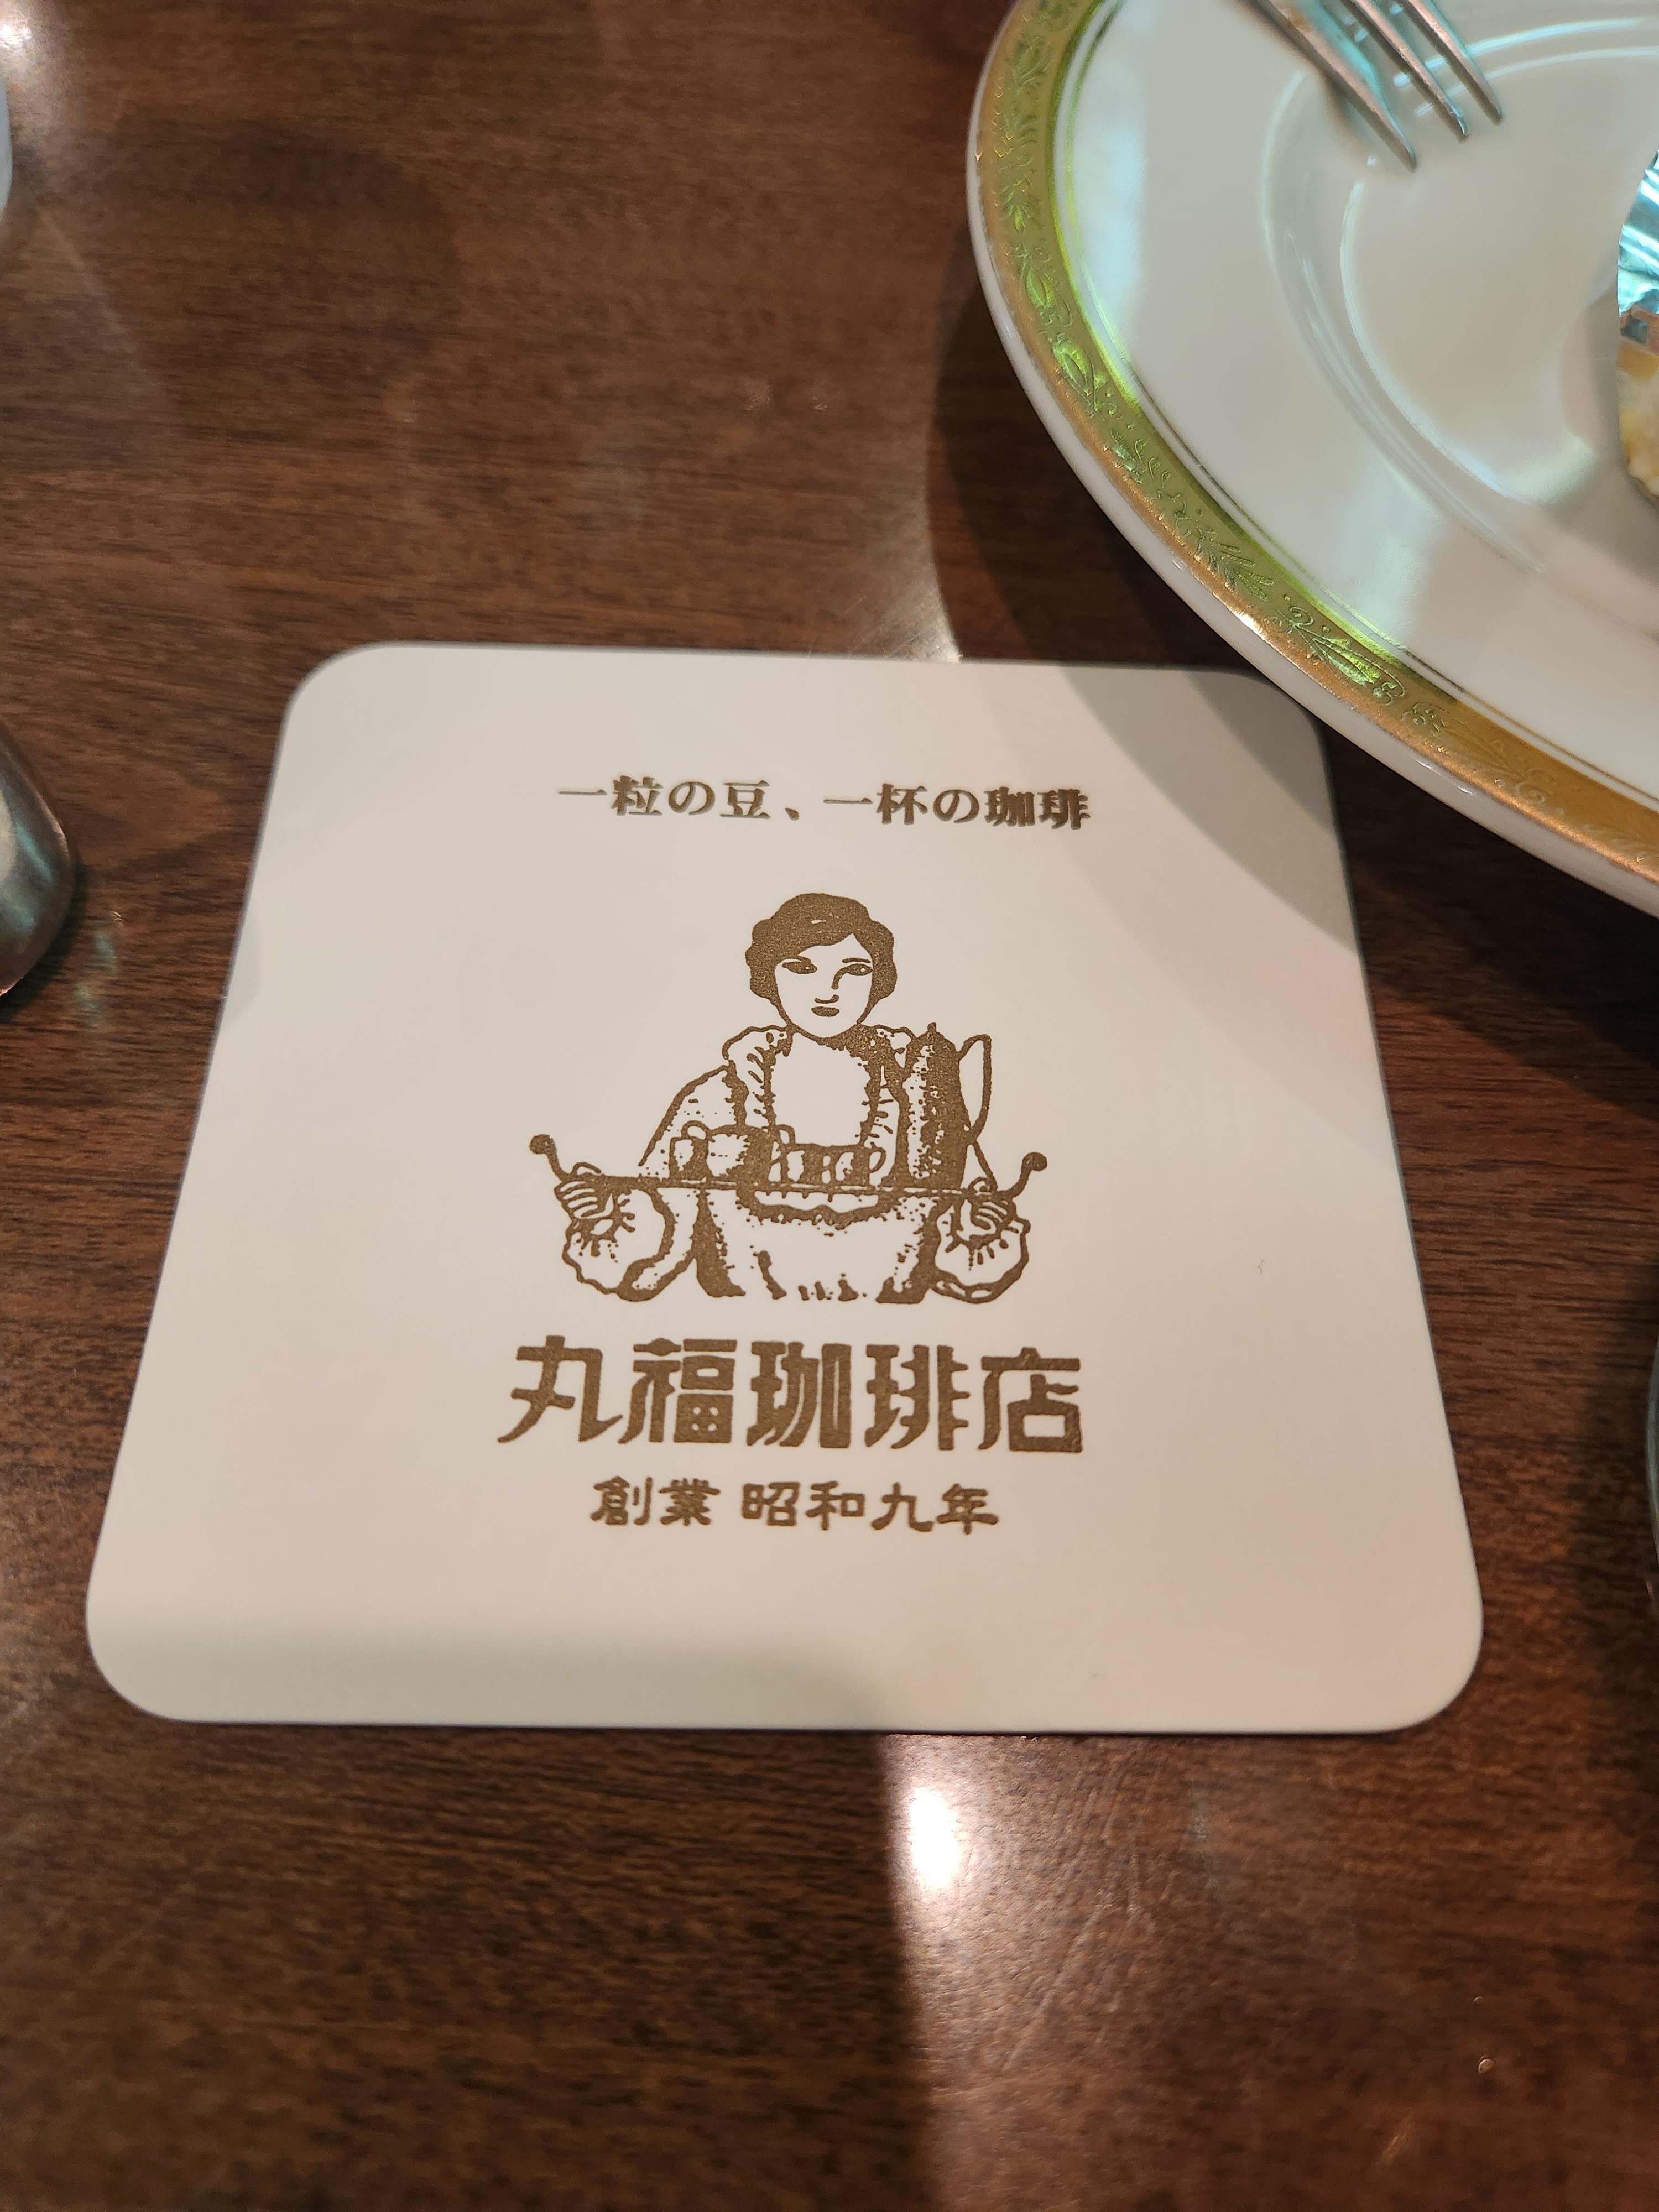 一粒の豆、一杯の珈琲
丸福珈琲店
創業 昭和九年